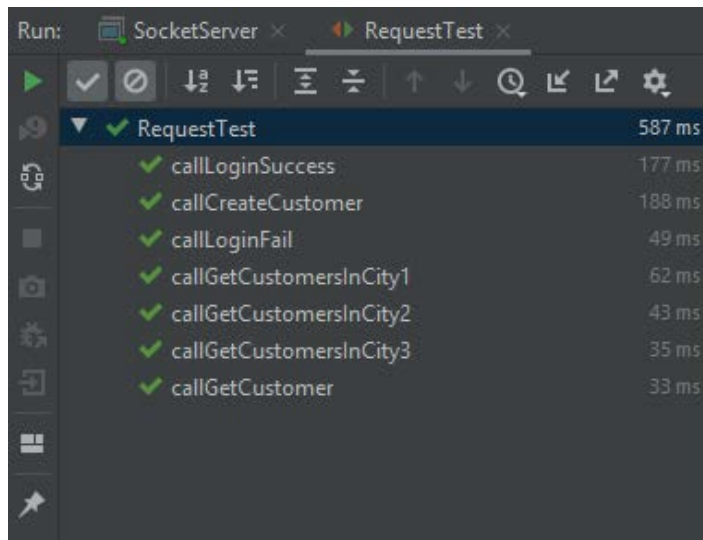 Run: SocketServer RequestTest
RequestTest 587 ms
callLoginSuccess 177 ms
callCreateCustomer 188 ms
callLoginFail 49 ms
callGetCustomersInCity1 62 ms
callGetCustomersInCity2 43 ms
callGetCustomersInCity3 35 ms
callGetCustomer 33 ms